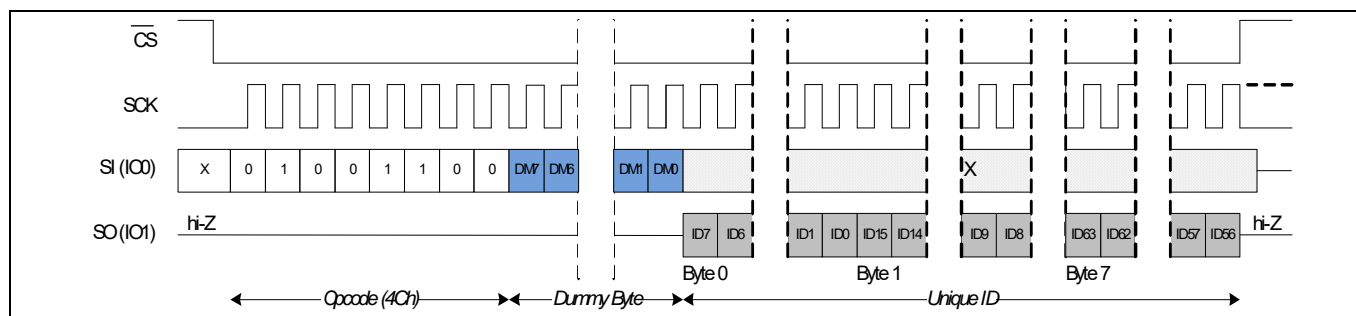 CS
SCK
SI (IO0) X 0 1 0 0 1 1 0 0 DM7 DM6 DM1 DM0 X
SO (IO1) hi-Z ID7 ID6 ID1 ID0 ID15 ID14 ID9 ID8 ID63 ID62 ID57 ID56 hi-Z
Byte 0 Byte 1 Byte 7
Opcode (4Ch) Dummy Byte Unique ID